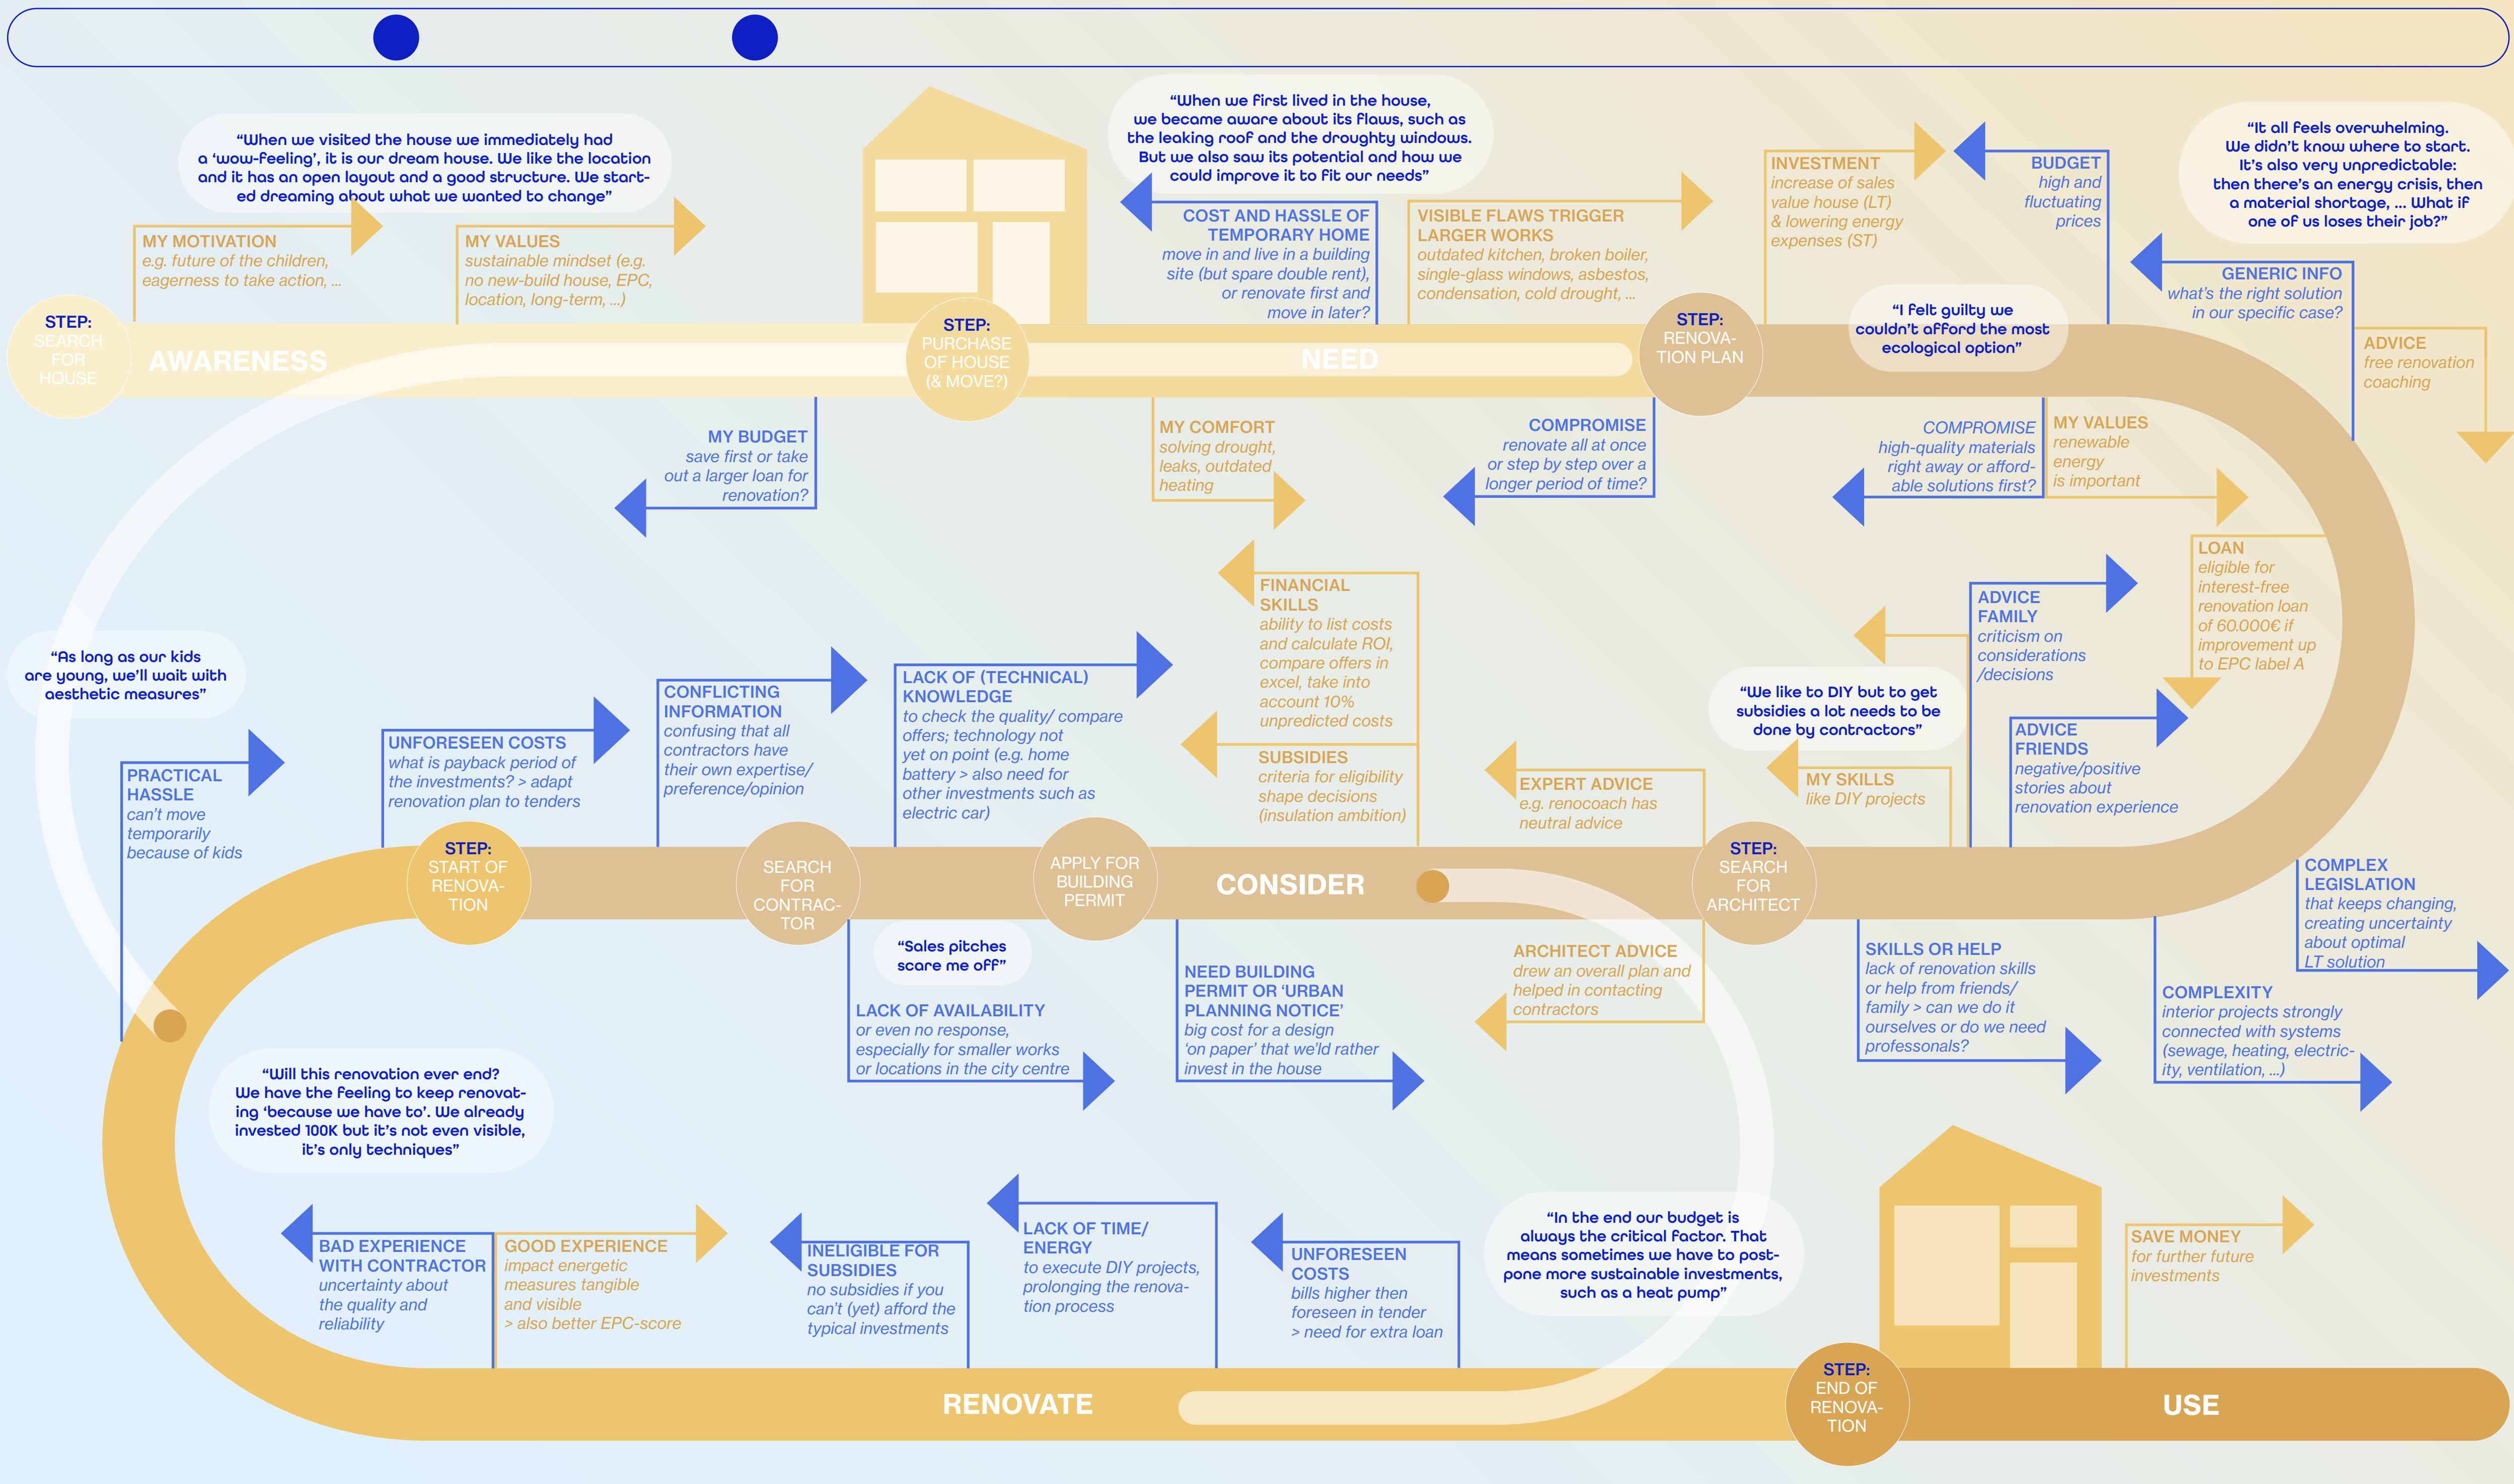 “When we visited the house we immediately had
a ‘wow-feeling’, it is our dream house. We like the location
and it has an open layout and a good structure. We start-
ed dreaming about what we wanted to change”
“When we first lived in the house,
we became aware about its flaws, such as
the leaking roof and the droughty windows.
But we also saw its potential and how we
could improve it to fit our needs”
“It all feels overwhelming.
We didn’t know where to start.
It’s also very unpredictable:
then there’s an energy crisis, then
a material shortage, ... What if
one of us loses their job?”
MY MOTIVATION
e.g. future of the children,
eagerness to take action, ...
MY VALUES
sustainable mindset (e.g.
no new-build house, EPC,
location, long-term, ...)
COST AND HASSLE OF
TEMPORARY HOME
move in and live in a building
site (but spare double rent),
or renovate first and
move in later?
VISIBLE FLAWS TRIGGER
LARGER WORKS
outdated kitchen, broken boiler,
single-glass windows, asbestos,
condensation, cold drought, ...
INVESTMENT
increase of sales
value house (LT)
& lowering energy
expenses (ST)
BUDGET
high and
fluctuating
prices
GENERIC INFO
what’s the right solution
in our specific case?
“I felt guilty we
couldn’t afford the most
ecological option”
ADVICE
free renovation
coaching
STEP:
SEARCH
FOR
HOUSE
AWARENESS
STEP:
PURCHASE
OF HOUSE
(& MOVE?)
NEED
STEP:
RENOVA-
TION PLAN
MY BUDGET
save first or take
out a larger loan for
renovation?
MY COMFORT
solving drought,
leaks, outdated
heating
COMPROMISE
renovate all at once
or step by step over a
longer period of time?
COMPROMISE
high-quality materials
right away or afford-
able solutions first?
MY VALUES
renewable
energy
is important
LOAN
eligible for
interest-free
renovation loan
of 60.000€ if
improvement up
to EPC label A
“As long as our kids
are young, we’ll wait with
aesthetic measures”
PRACTICAL
HASSLE
can’t move
temporarily
because of kids
UNFORESEEN COSTS
what is payback period of
the investments? > adapt
renovation plan to tenders
CONFLICTING
INFORMATION
confusing that all
contractors have
their own expertise/
preference/opinion
LACK OF (TECHNICAL)
KNOWLEDGE
to check the quality/ compare
offers; technology not
yet on point (e.g. home
battery > also need for
other investments such as
electric car)
FINANCIAL
SKILLS
ability to list costs
and calculate ROI,
compare offers in
excel, take into
account 10%
unpredicted costs
SUBSIDIES
criteria for eligibility
shape decisions
(insulation ambition)
EXPERT ADVICE
e.g. renocoach has
neutral advice
“We like to DIY but to get
subsidies a lot needs to be
done by contractors”
MY SKILLS
like DIY projects
ADVICE
FAMILY
criticism on
considerations
/decisions
ADVICE
FRIENDS
negative/positive
stories about
renovation experience
STEP:
START OF
RENOVA-
TION
SEARCH
FOR
CONTRAC-
TOR
APPLY FOR
BUILDING
PERMIT
CONSIDER
STEP:
SEARCH
FOR
ARCHITECT
COMPLEX
LEGISLATION
that keeps changing,
creating uncertainty
about optimal
LT solution
“Sales pitches
scare me off”
LACK OF AVAILABILITY
or even no response,
especially for smaller works
or locations in the city centre
NEED BUILDING
PERMIT OR ‘URBAN
PLANNING NOTICE’
big cost for a design
‘on paper’ that we’ld rather
invest in the house
ARCHITECT ADVICE
drew an overall plan and
helped in contacting
contractors
SKILLS OR HELP
lack of renovation skills
or help from friends/
family > can we do it
ourselves or do we need
professonals?
COMPLEXITY
interior projects strongly
connected with systems
(sewage, heating, electric-
ity, ventilation, ...)
“Will this renovation ever end?
We have the feeling to keep renovat-
ing ‘because we have to’. We already
invested 100K but it’s not even visible,
it’s only techniques”
BAD EXPERIENCE
WITH CONTRACTOR
uncertainty about
the quality and
reliability
GOOD EXPERIENCE
impact energetic
measures tangible
and visible
> also better EPC-score
INELIGIBLE FOR
SUBSIDIES
no subsidies if you
can’t (yet) afford the
typical investments
LACK OF TIME/
ENERGY
to execute DIY projects,
prolonging the renova-
tion process
UNFORESEEN
COSTS
bills higher then
foreseen in tender
> need for extra loan
“In the end our budget is
always the critical factor. That
means sometimes we have to post-
pone more sustainable investments,
such as a heat pump”
SAVE MONEY
for further future
investments
RENOVATE
STEP:
END OF
RENOVA-
TION
USE